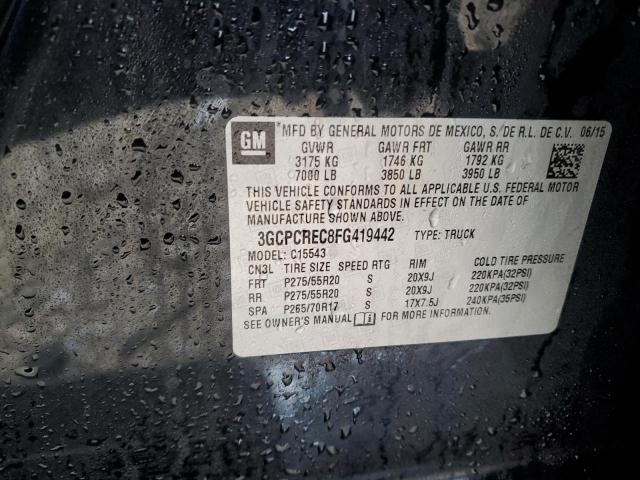 GM
MFD BY GENERAL MOTORS DE MEXICO, S. DE R.L. DE C.V. 06/15
GVWR GAWR FRT GAWR RR
3175 KG 1746 KG 1792 KG
7000 LB 3850 LB 3950 LB
THIS VEHICLE CONFORMS TO ALL APPLICABLE U.S. FEDERAL MOTOR
VEHICLE SAFETY STANDARDS IN EFFECT ON THE DATE OF
MANUFACTURE SHOWN ABOVE.
3GCPCREC8FG419442 TYPE: TRUCK
MODEL: C15543
CN3L TIRE SIZE SPEED RTG RIM COLD TIRE PRESSURE
FRT P275/55R20 S 20X9J 220KPA(32PSI)
RR P275/55R20 S 20X9J 220KPA(32PSI)
SPA P265/70R17 S 17X7.5J 240KPA(35PSI)
SEE OWNER'S MANUAL FOR MORE INFORMATION.